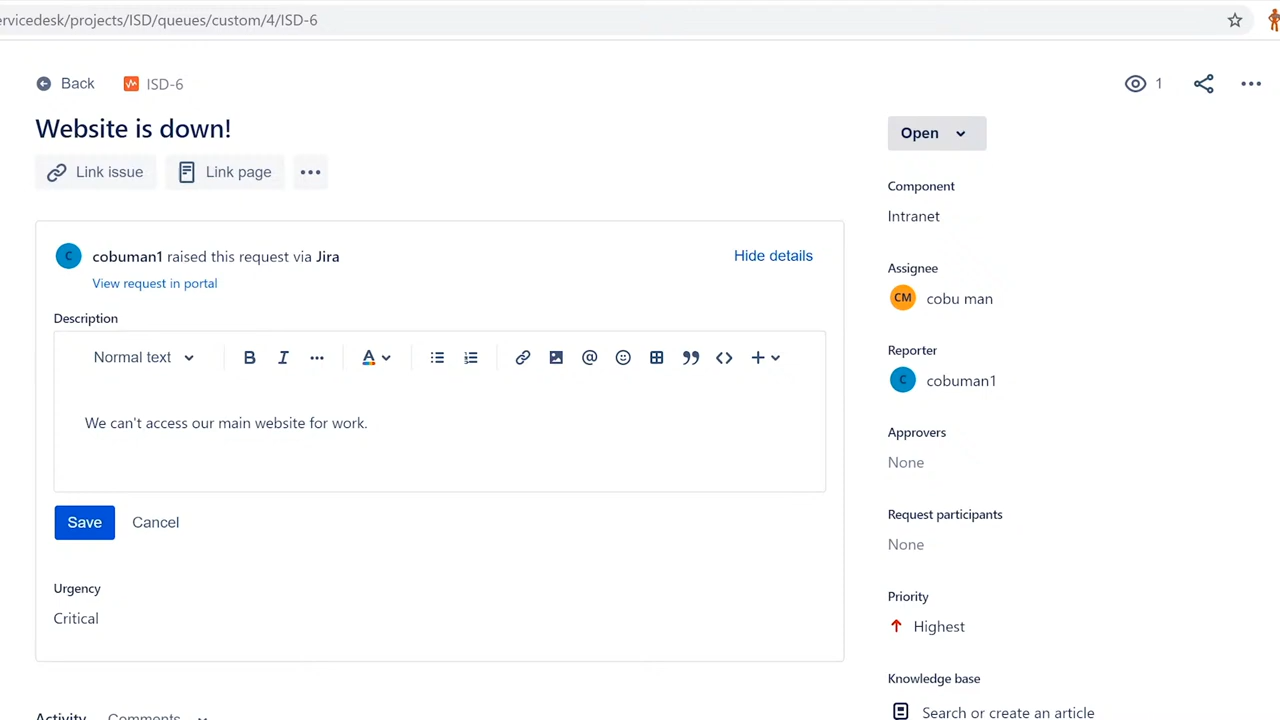 ervicedesk/projects/ISD/queues/custom/4/ISD-6
Back
ISD-6
1
Website is down!
Open
Link issue
Link page
Component
Intranet
C
cobuman1 raised this request via Jira
Hide details
View request in portal
Assignee
CM
cobu man
Description
Normal text
B
I
A
Reporter
C
cobuman1
We can't access our main website for work.
Approvers
None
Save
Cancel
Request participants
None
Urgency
Critical
Priority
Highest
Knowledge base
Search or create an article
Activity
Comments